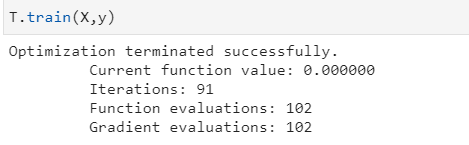 T.train(X,y)
Optimization terminated successfully.
Current function value: 0.000000
Iterations: 91
Function evaluations: 102
Gradient evaluations: 102